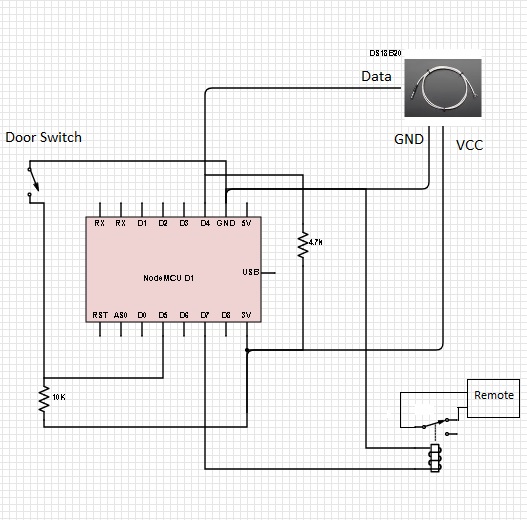 DS18B20
Data
GND
VCC
Door Switch
RX RX D1 D2 D3 D4 GND 5V
4.7k
USB
NodeMCU D1
RST AS0 D0 D5 D6 D7 D8 3V
10K
Remote